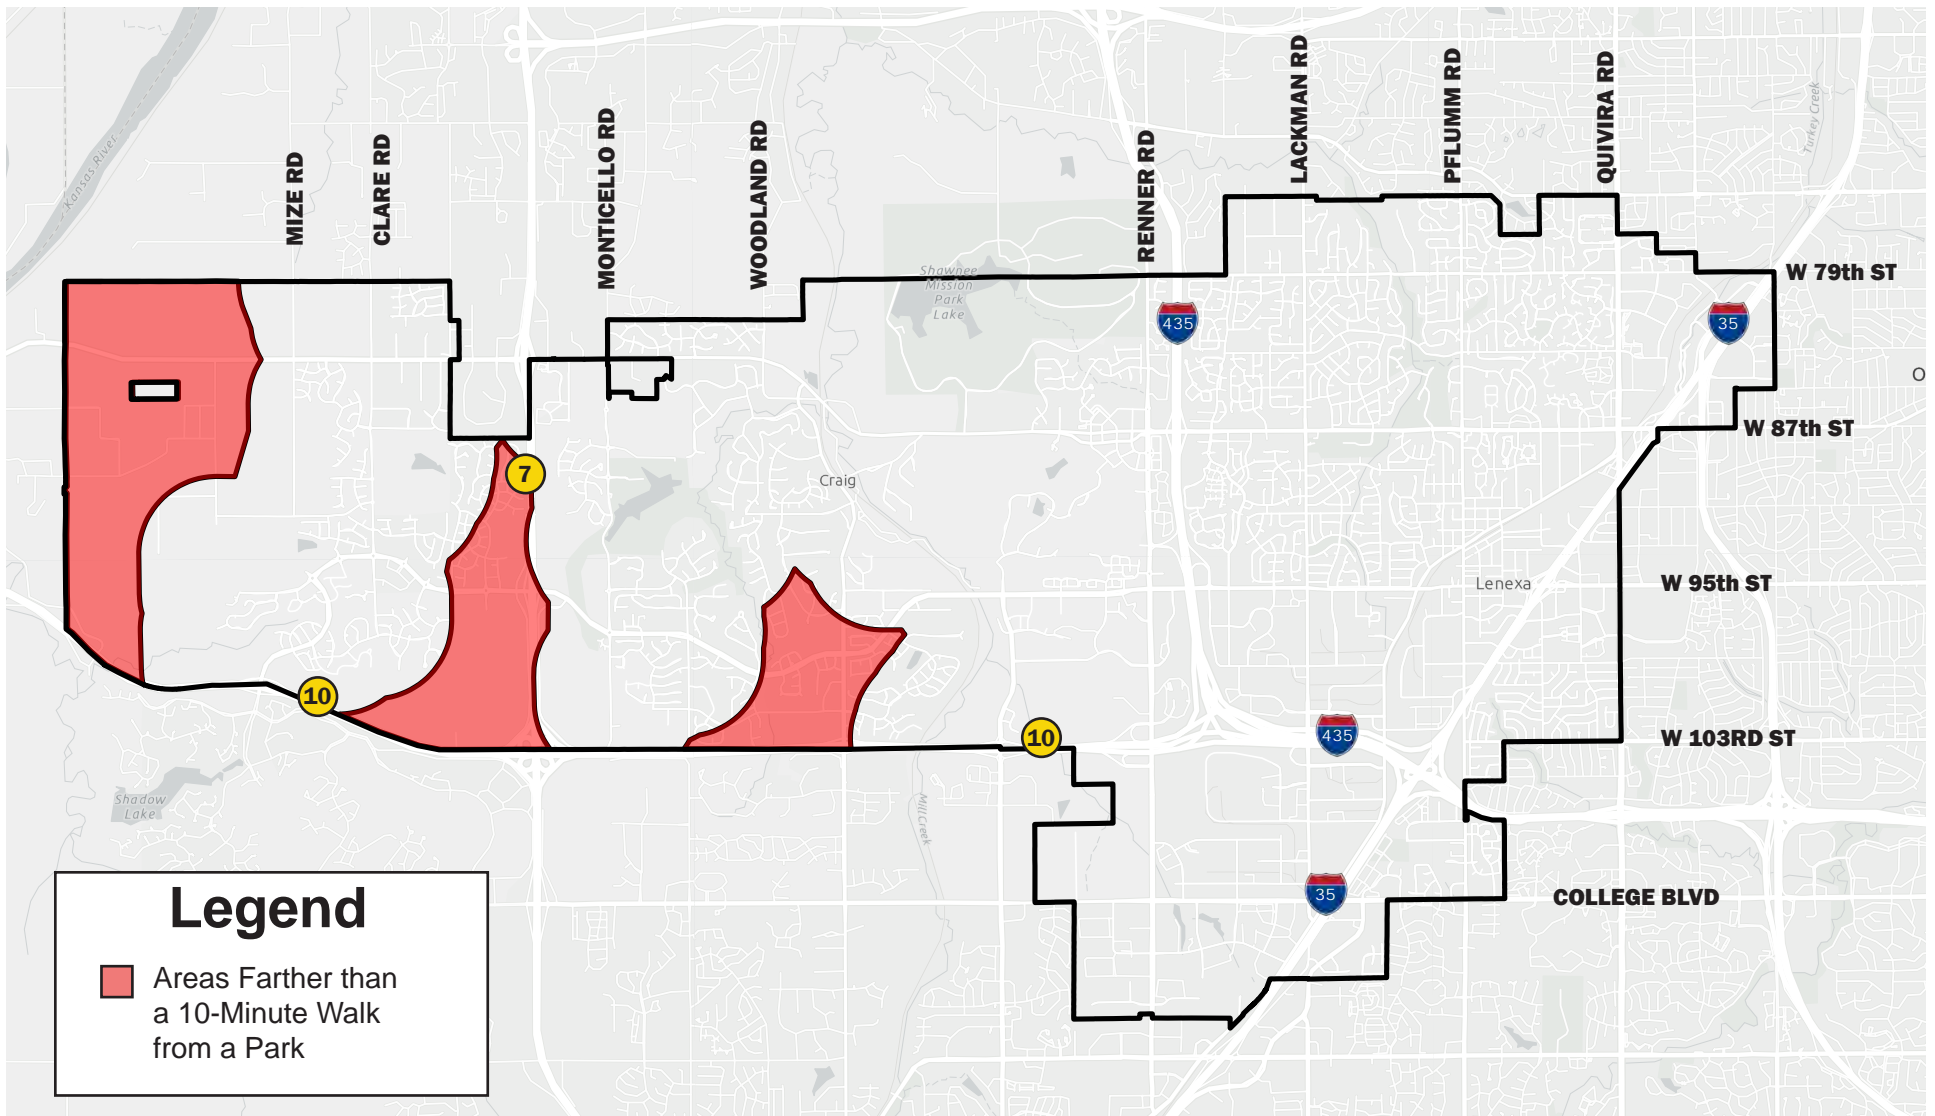 Kansas River
MIZE RD
CLARE RD
MONTICELLO RD
WOODLAND RD
RENNER RD
LACKMAN RD
PFLUMM RD
QUIVIRA RD
Turkey Creek
W 79th ST
Shawnee
Mission
Park
Lake
435
35
O
W 87th ST
7
Craig
Lenexa
W 95th ST
10
10
435
W 103RD ST
Shadow
Lake
Mill Creek
35
COLLEGE BLVD
Legend
Areas Farther than
a 10-Minute Walk
from a Park